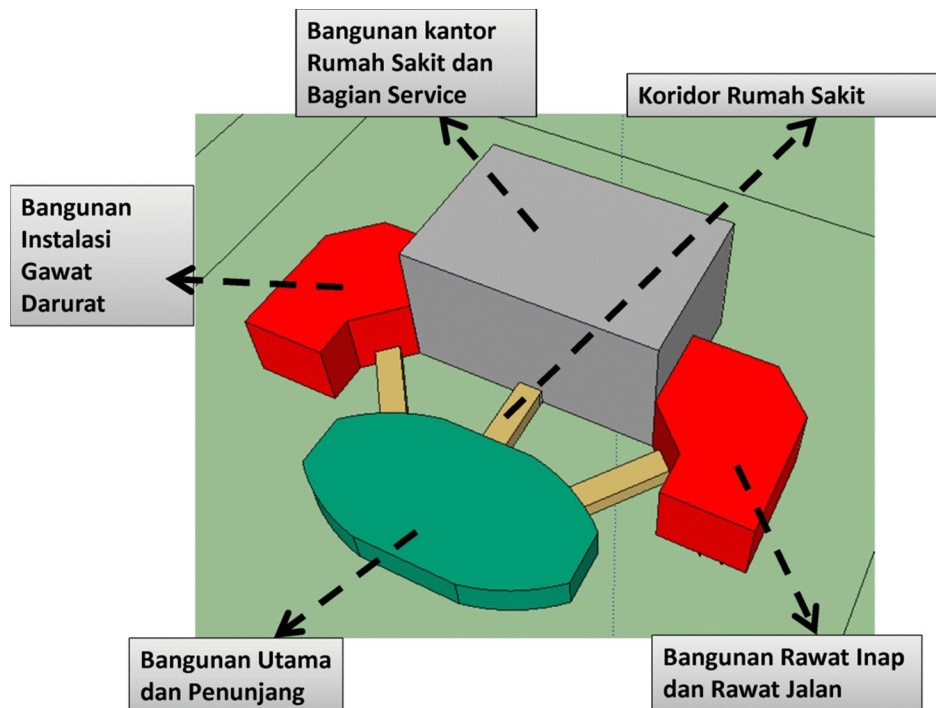 Bangunan kantor
Rumah Sakit dan
Bagian Service
Koridor Rumah Sakit
Bangunan
Instalasi
Gawat
Darurat
Bangunan Utama
dan Penunjang
Bangunan Rawat Inap
dan Rawat Jalan